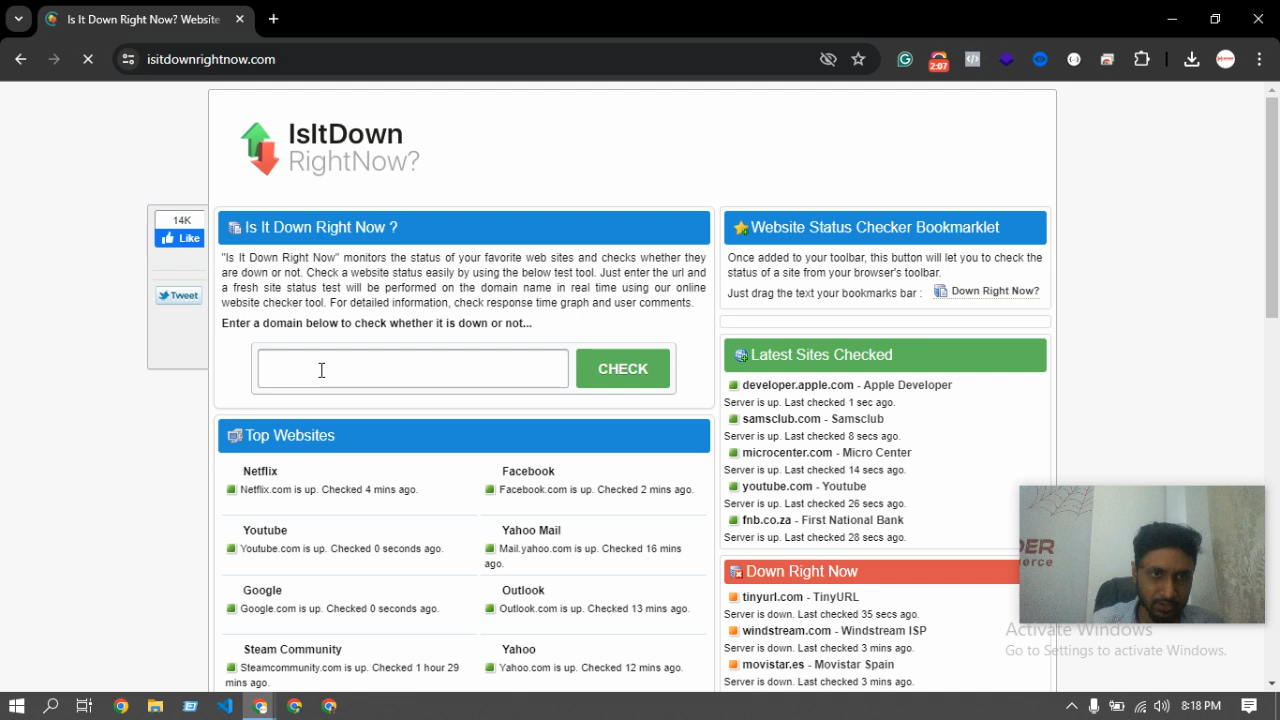 Is It Down Right Now? Website
isitdownrightnow.com
2:07
IsItDown
RightNow?
14K
Like
Tweet
Is It Down Right Now ?
"Is It Down Right Now" monitors the status of your favorite web sites and checks whether they
are down or not. Check a website status easily by using the below test tool. Just enter the url and
a fresh site status test will be performed on the domain name in real time using our online
website checker tool. For detailed information, check response time graph and user comments.
Enter a domain below to check whether it is down or not...
CHECK
Top Websites
Netflix
Netflix.com is up. Checked 4 mins ago.
Facebook
Facebook.com is up. Checked 2 mins ago.
Youtube
Youtube.com is up. Checked 0 seconds ago.
Yahoo Mail
Mail.yahoo.com is up. Checked 16 mins
ago.
Google
Google.com is up. Checked 0 seconds ago.
Outlook
Outlook.com is up. Checked 13 mins ago.
Steam Community
Steamcommunity.com is up. Checked 1 hour 29
mins ago.
Yahoo
Yahoo.com is up. Checked 12 mins ago.
Website Status Checker Bookmarklet
Once added to your toolbar, this button will let you to check the
status of a site from your browser's toolbar.
Just drag the text your bookmarks bar : Down Right Now?
Latest Sites Checked
developer.apple.com - Apple Developer
Server is up. Last checked 1 sec ago.
samsclub.com - Samsclub
Server is up. Last checked 8 secs ago.
microcenter.com - Micro Center
Server is up. Last checked 14 secs ago.
youtube.com - Youtube
Server is up. Last checked 26 secs ago.
fnb.co.za - First National Bank
Server is up. Last checked 28 secs ago.
Down Right Now
tinyurl.com - TinyURL
Server is down. Last checked 35 secs ago.
windstream.com - Windstream ISP
Server is down. Last checked 3 mins ago.
movistar.es - Movistar Spain
Server is down. Last checked 3 mins ago.
DER
merce
Activate Windows
Go to Settings to activate Windows.
8:18 PM